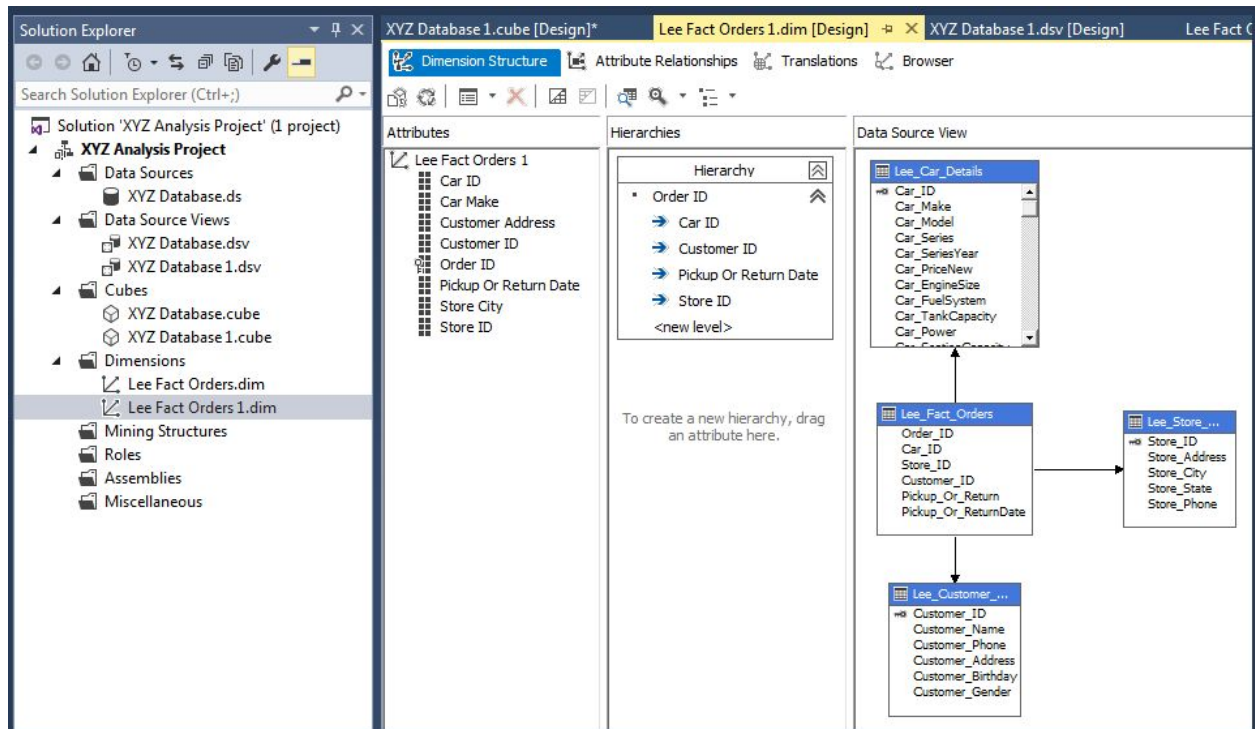 Solution Explorer
Search Solution Explorer (Ctrl+;)
Solution 'XYZ Analysis Project' (1 project)
XYZ Analysis Project
Data Sources
XYZ Database.ds
Data Source Views
XYZ Database.dsv
XYZ Database 1.dsv
Cubes
XYZ Database.cube
XYZ Database 1.cube
Dimensions
Lee Fact Orders.dim
Lee Fact Orders 1.dim
Mining Structures
Roles
Assemblies
Miscellaneous
XYZ Database 1.cube [Design]* Lee Fact Orders 1.dim [Design] XYZ Database 1.dsv [Design] Lee Fact
Dimension Structure Attribute Relationships Translations Browser
Attributes
Lee Fact Orders 1
Car ID
Car Make
Customer Address
Customer ID
Order ID
Pickup Or Return Date
Store City
Store ID
Hierarchies
Hierarchy
Order ID
Car ID
Customer ID
Pickup Or Return Date
Store ID
<new level>
To create a new hierarchy, drag
an attribute here.
Data Source View
Lee_Car_Details
Car_ID
Car_Make
Car_Model
Car_Series
Car_SeriesYear
Car_PriceNew
Car_EngineSize
Car_FuelSystem
Car_TankCapacity
Car_Power
Lee_Fact_Orders
Order_ID
Car_ID
Store_ID
Customer_ID
Pickup_Or_Return
Pickup_Or_ReturnDate
Lee_Store_...
Store_ID
Store_Address
Store_City
Store_State
Store_Phone
Lee_Customer_...
Customer_ID
Customer_Name
Customer_Phone
Customer_Address
Customer_Birthday
Customer_Gender